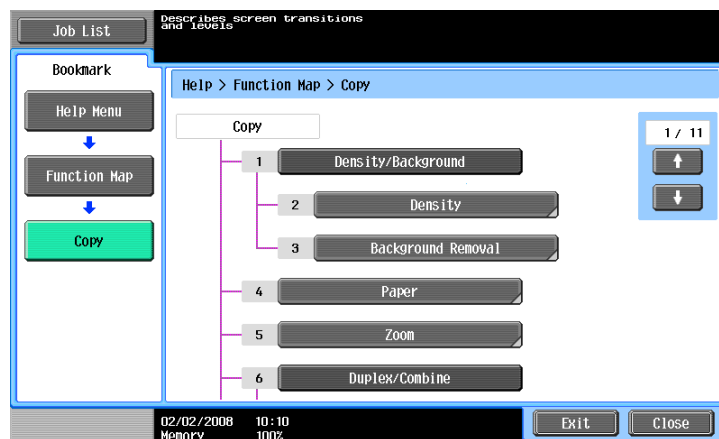 Job List
Describes screen transitions
and levels
Bookmark
Help Menu
Function Map
Copy
Help > Function Map > Copy
Copy
1 Density/Background
2 Density
3 Background Removal
4 Paper
5 Zoom
6 Duplex/Combine
1/ 11
02/02/2008 10:10
Memory 100%
Exit
Close